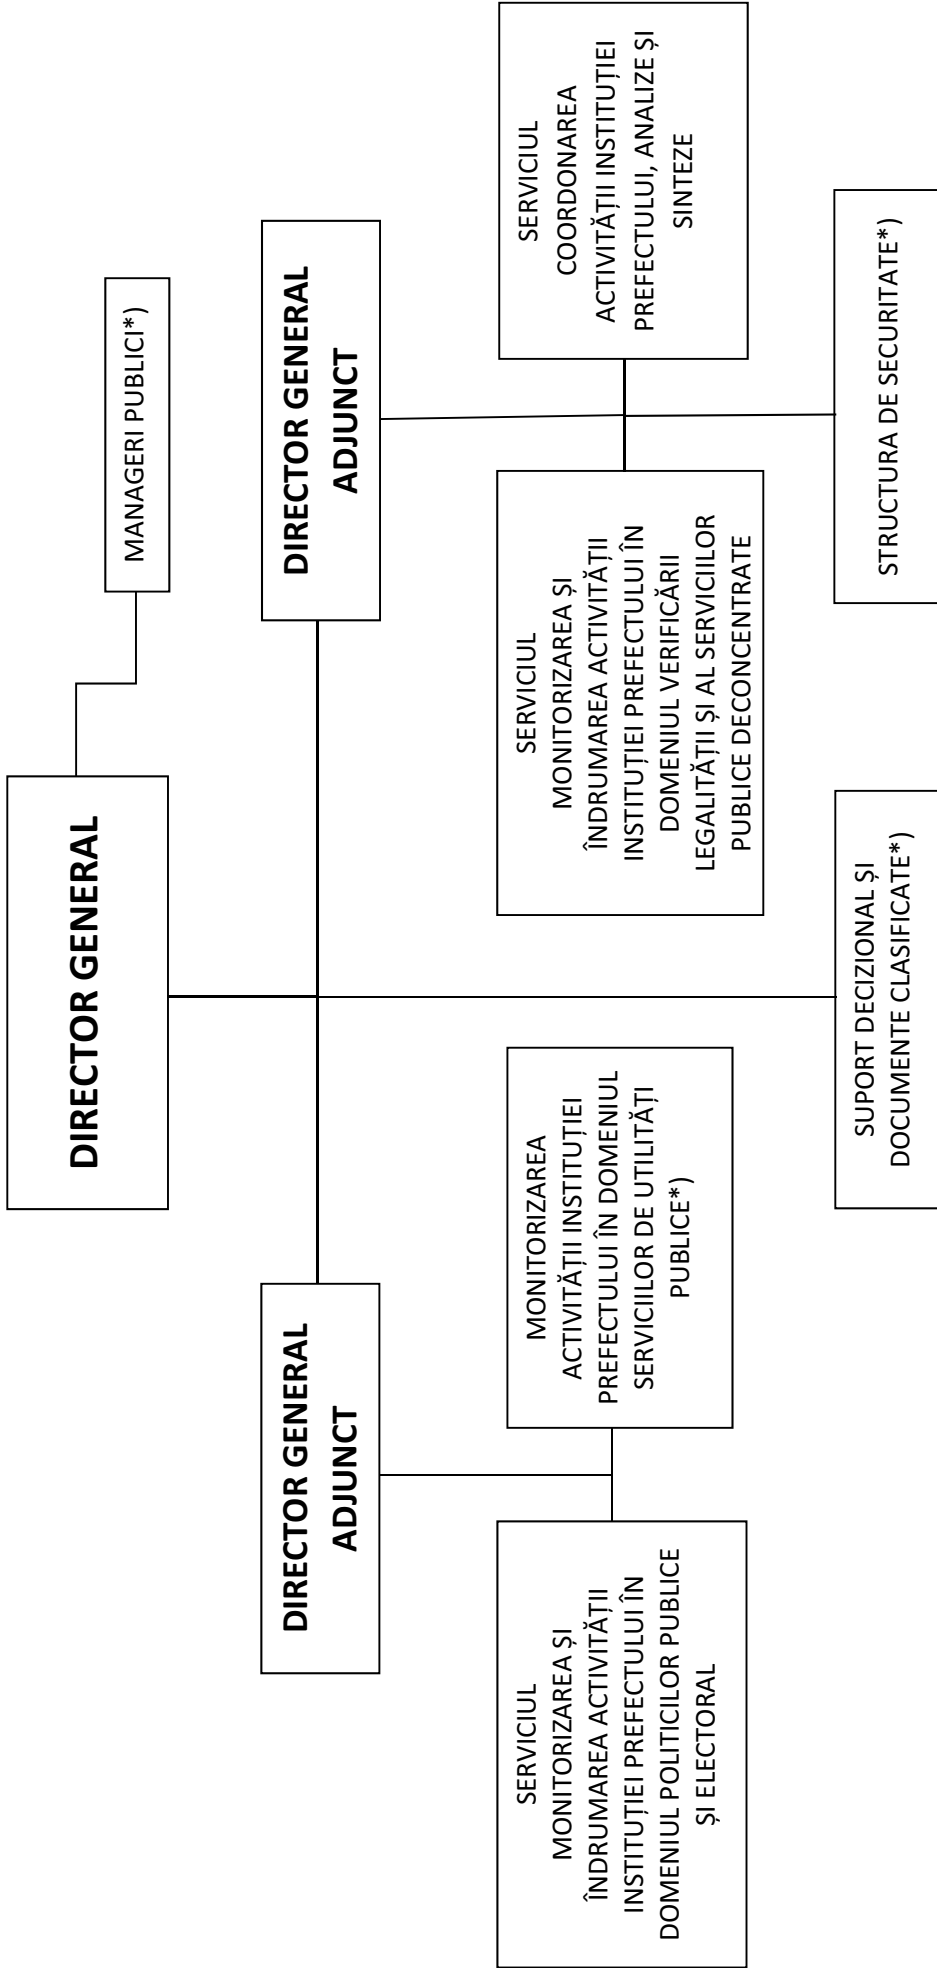 DIRECTOR GENERAL
MANAGERI PUBLICI*)
DIRECTOR GENERAL
ADJUNCT
DIRECTOR GENERAL
ADJUNCT
SERVICIUL
MONITORIZAREA ȘI
ÎNDRUMAREA ACTIVITĂȚII
INSTITUȚIEI PREFECTULUI ÎN
DOMENIUL POLITICILOR PUBLICE
ȘI ELECTORAL
MONITORIZAREA
ACTIVITĂȚII INSTITUȚIEI
PREFECTULUI ÎN DOMENIUL
SERVICIILOR DE UTILITĂȚI
PUBLICE*)
SERVICIUL
MONITORIZAREA ȘI
ÎNDRUMAREA ACTIVITĂȚII
INSTITUȚIEI PREFECTULUI ÎN
DOMENIUL VERIFICĂRII
LEGALITĂȚII ȘI AL SERVICIILOR
PUBLICE DECONCENTRATE
SERVICIUL
COORDONAREA
ACTIVITĂȚII INSTITUȚIEI
PREFECTULUI, ANALIZE ȘI
SINTEZE
SUPORT DECIZIONAL ȘI
DOCUMENTE CLASIFICATE*)
STRUCTURA DE SECURITATE*)